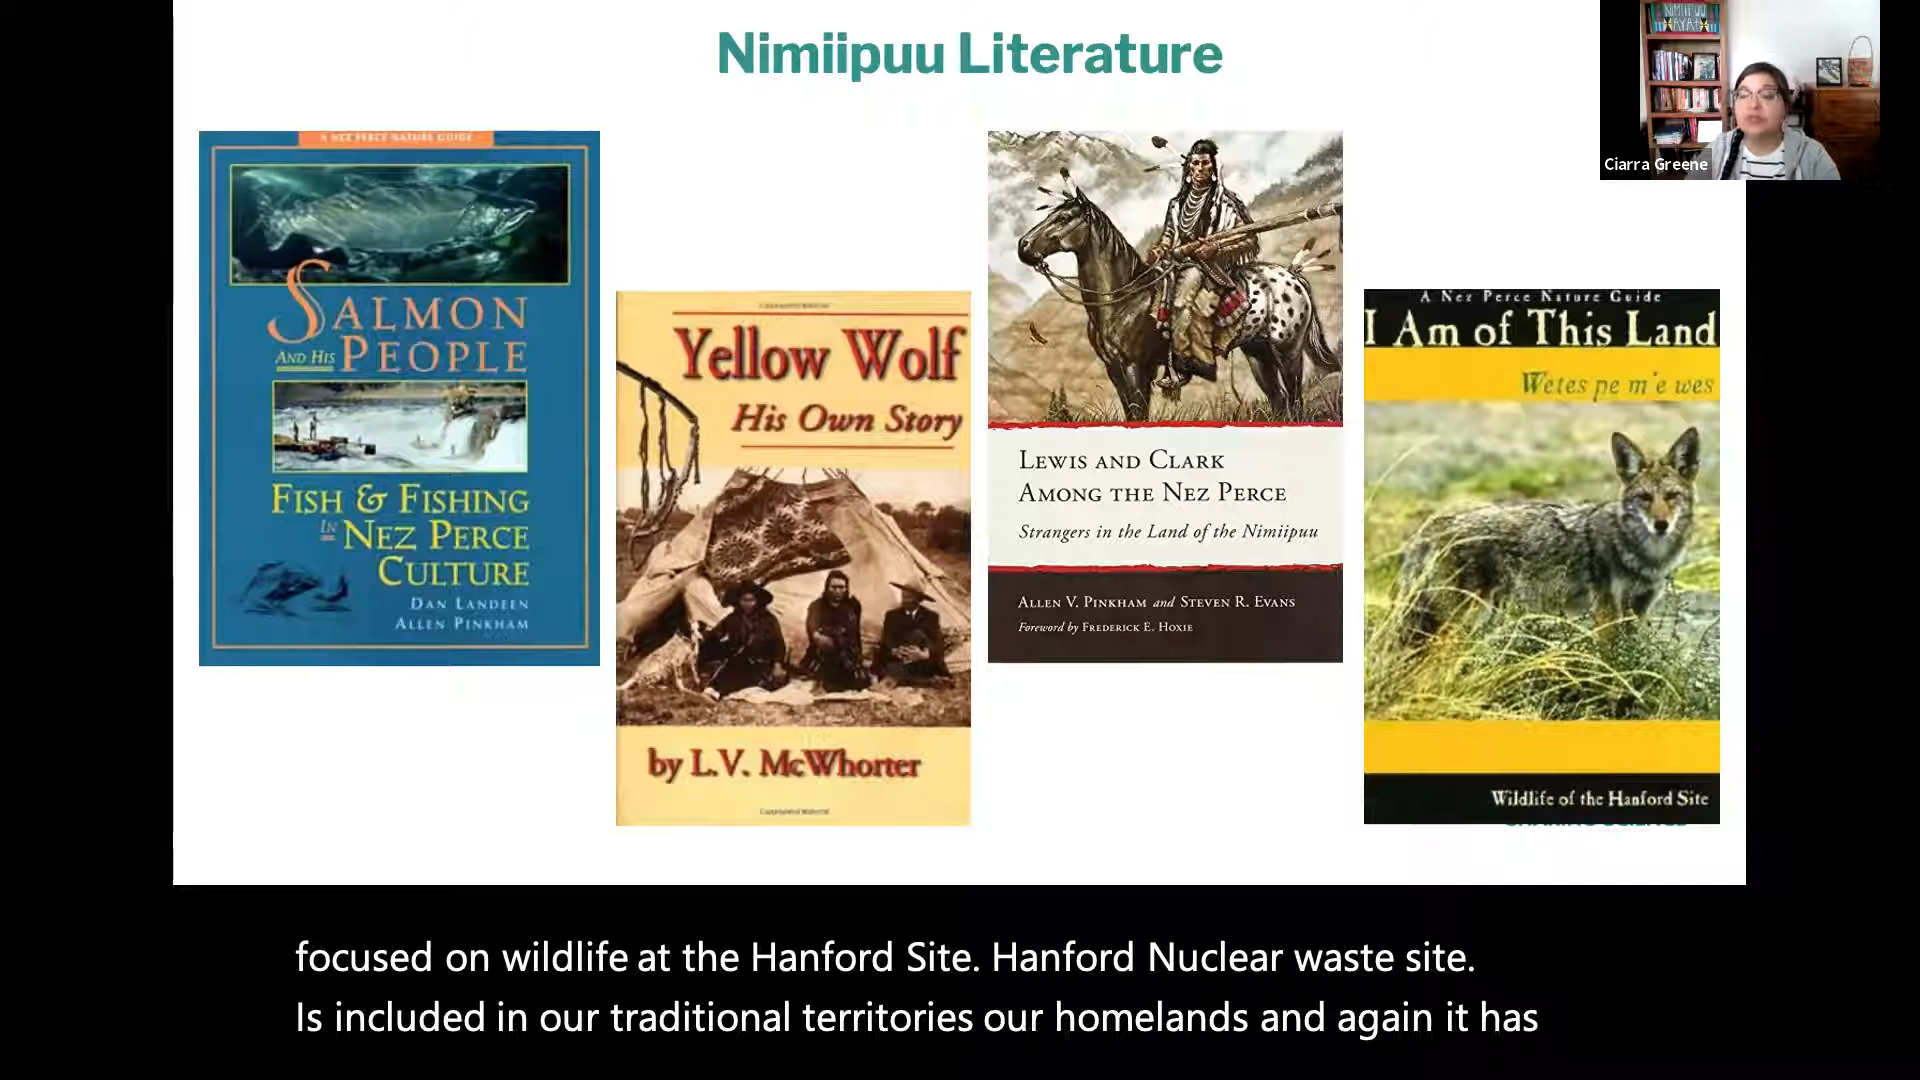 Nimiipuu Literature
NIMIIPUU
Ciarra Greene
A NEZ PERCE NATURE GUIDE
SALMON
AND HIS PEOPLE
FISH & FISHING
IN NEZ PERCE
CULTURE
DAN LANDEEN
ALLEN PINKHAM
Yellow Wolf
His Own Story
by L.V. McWhorter
Copyrighted Material
LEWIS AND CLARK
AMONG THE NEZ PERCE
Strangers in the Land of the Nimiipuu
ALLEN V. PINKHAM and STEVEN R. EVANS
Foreword by FREDERICK E. HOXIE
A Nez Perce Nature Guide
I Am of This Land
Wetes pe m'e wes
Wildlife of the Hanford Site
focused on wildlife at the Hanford Site. Hanford Nuclear waste site.
Is included in our traditional territories our homelands and again it has